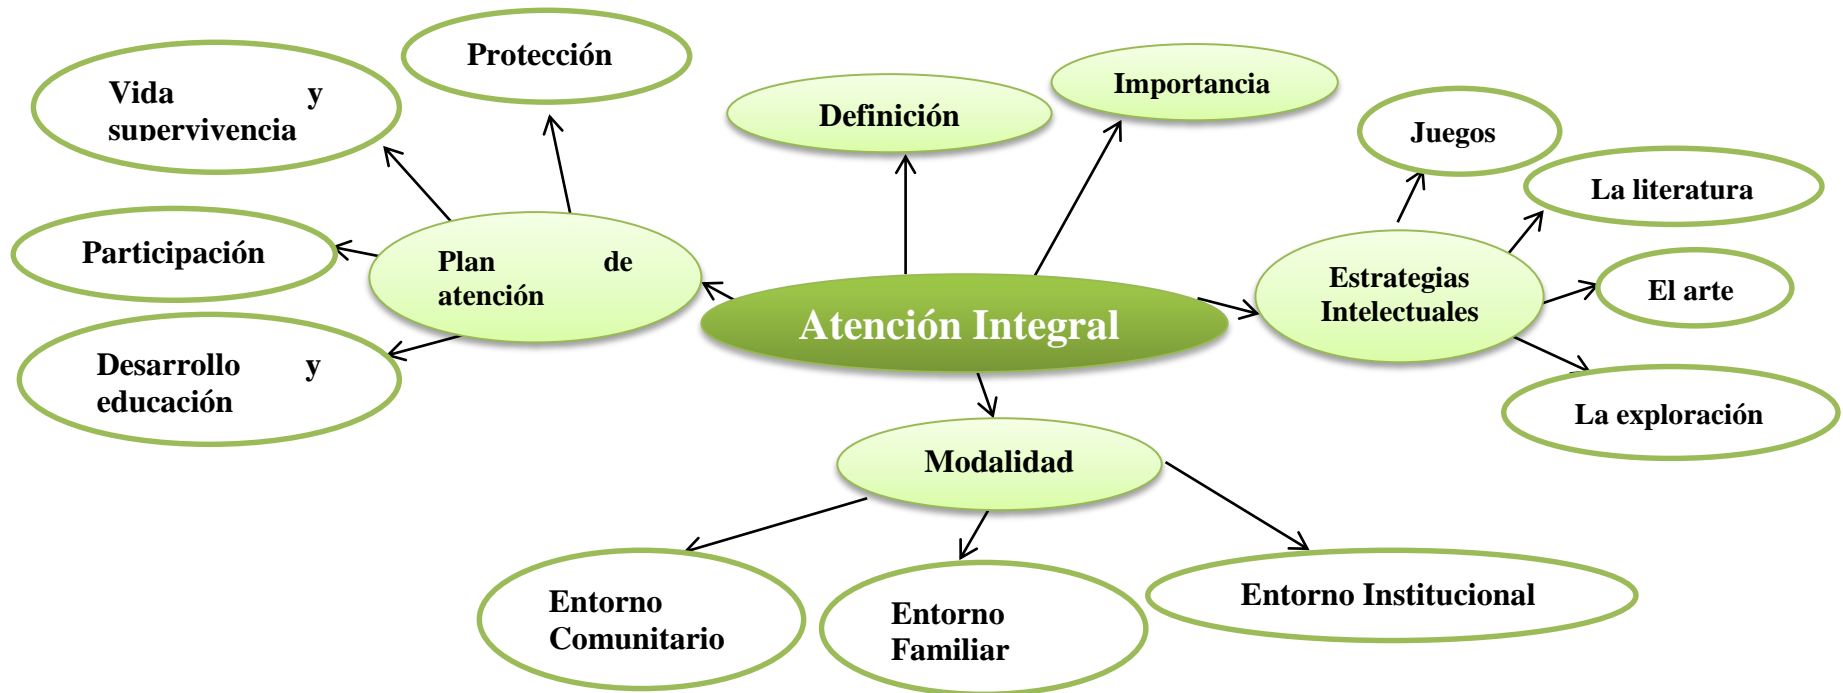 Protección
Vida y
supervivencia
Participación
Plan de
atención
Desarrollo y
educación
Definición
Importancia
Atención Integral
Juegos
La literatura
Estrategias
Intelectuales
El arte
La exploración
Modalidad
Entorno
Comunitario
Entorno
Familiar
Entorno Institucional